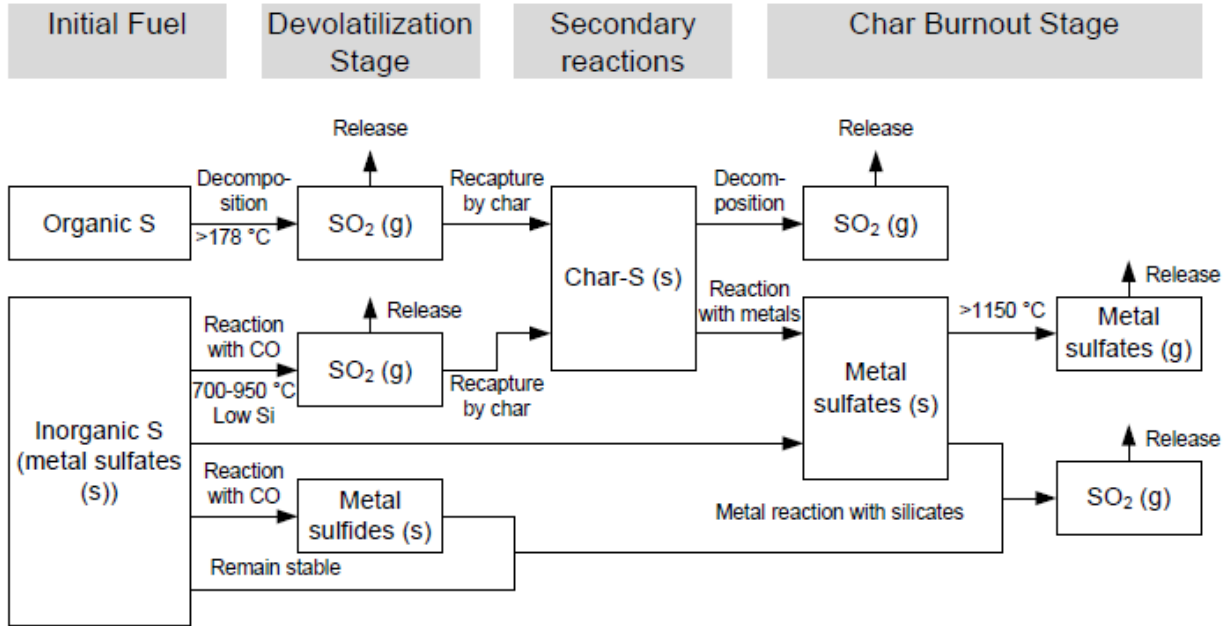 Initial Fuel
Devolatilization
Stage
Secondary
reactions
Char Burnout Stage
Release
Release
Decompo-
sition
>178 °C
Recapture
by char
Decom-
position
Organic S
SO₂ (g)
SO₂ (g)
Char-S (s)
Release
Reaction
with CO
700-950 °C
Low Si
Release
SO₂ (g)
Recapture
by char
Reaction
with metals
>1150 °C
Metal
sulfates (g)
Metal
sulfates (s)
Inorganic S
(metal sulfates
(s))
Release
Reaction
with CO
Metal
sulfides (s)
SO₂ (g)
Metal reaction with silicates
Remain stable